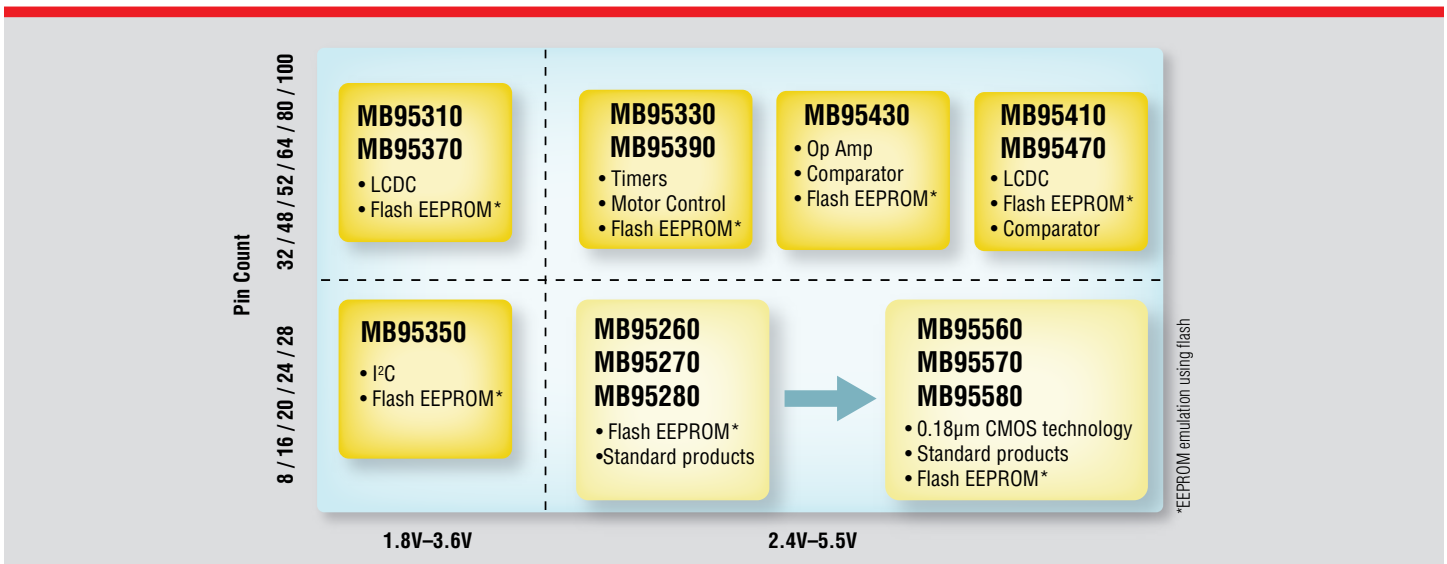 Pin Count
32 / 48 / 52 / 64 / 80 / 100
8 / 16 / 20 / 24 / 28
MB95310
MB95370
• LCDC
• Flash EEPROM*
MB95330
MB95390
• Timers
• Motor Control
• Flash EEPROM*
MB95430
• Op Amp
• Comparator
• Flash EEPROM*
MB95410
MB95470
• LCDC
• Flash EEPROM*
• Comparator
MB95350
• I²C
• Flash EEPROM*
MB95260
MB95270
MB95280
• Flash EEPROM*
•Standard products
MB95560
MB95570
MB95580
• 0.18µm CMOS technology
• Standard products
• Flash EEPROM*
*EEPROM emulation using flash
1.8V–3.6V
2.4V–5.5V